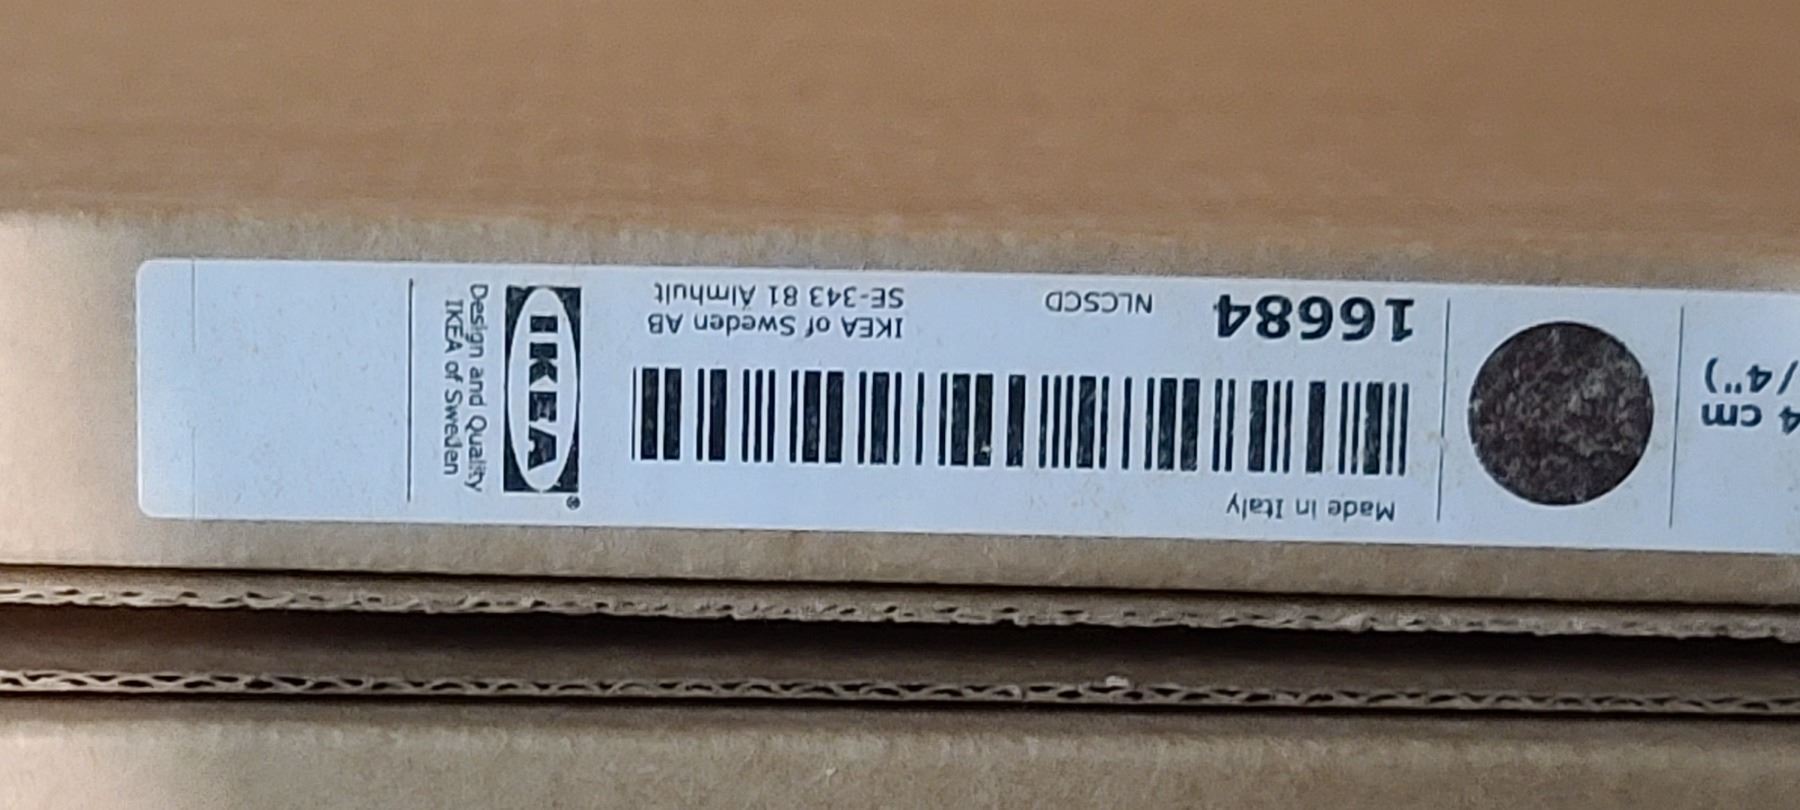 4 cm
/4")
Made in Italy
16684
NLCSCD
IKEA of Sweden AB
SE-343 81 Älmhult
IKEA®
Design and Quality
IKEA of Sweden